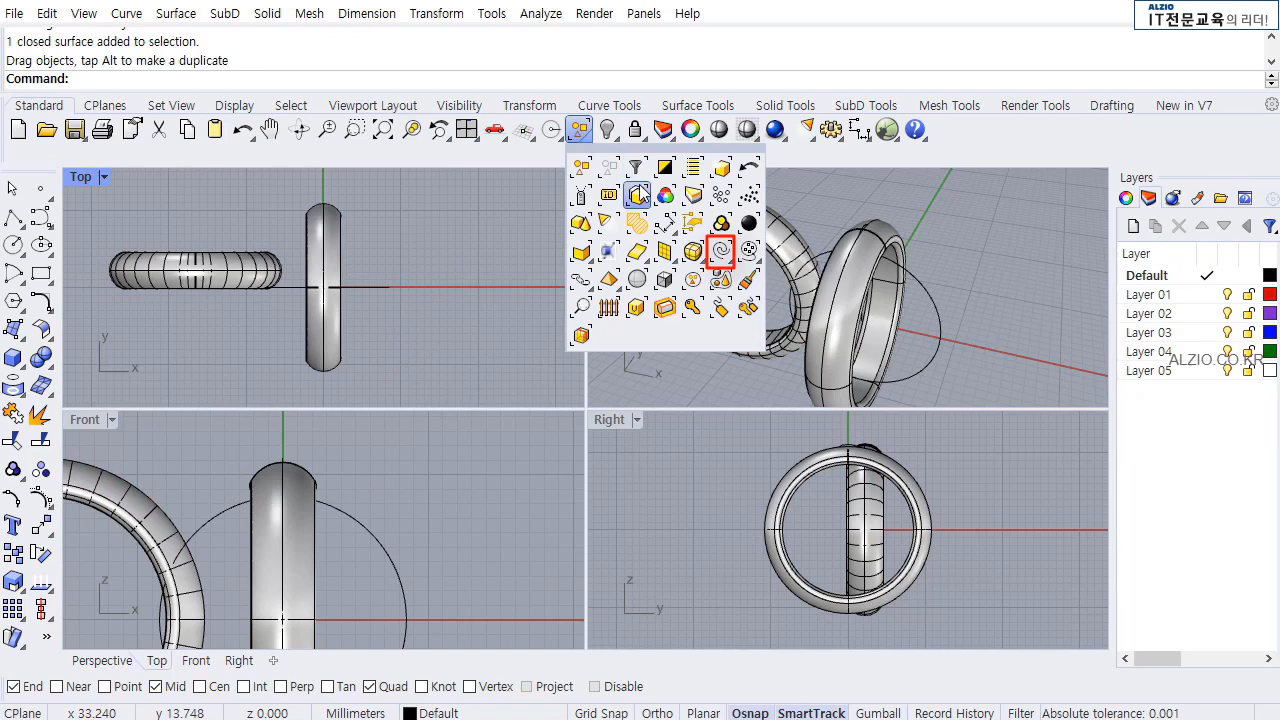 File Edit View Curve Surface SubD Solid Mesh Dimension Transform Tools Analyze Render Panels Help
ALZIO
IT전문교육의 리더!
1 closed surface added to selection.
Drag objects, tap Alt to make a duplicate
Command:
Standard CPlanes Set View Display Select Viewport Layout Visibility Transform Curve Tools Surface Tools Solid Tools SubD Tools Mesh Tools Render Tools Drafting New in V7
Top
Layers
Layer
Default
Layer 01
Layer 02
Layer 03
Layer 04
Layer 05
ALZIO.CO.KR
y
x
y
x
Front
Right
z
x
z
y
Perspective Top Front Right
End Near Point Mid Cen Int Perp Tan Quad Knot Vertex Project Disable
CPlane x 33.240 y 13.748 z 0.000 Millimeters Default Grid Snap Ortho Planar Osnap SmartTrack Gumball Record History Filter Absolute tolerance: 0.001